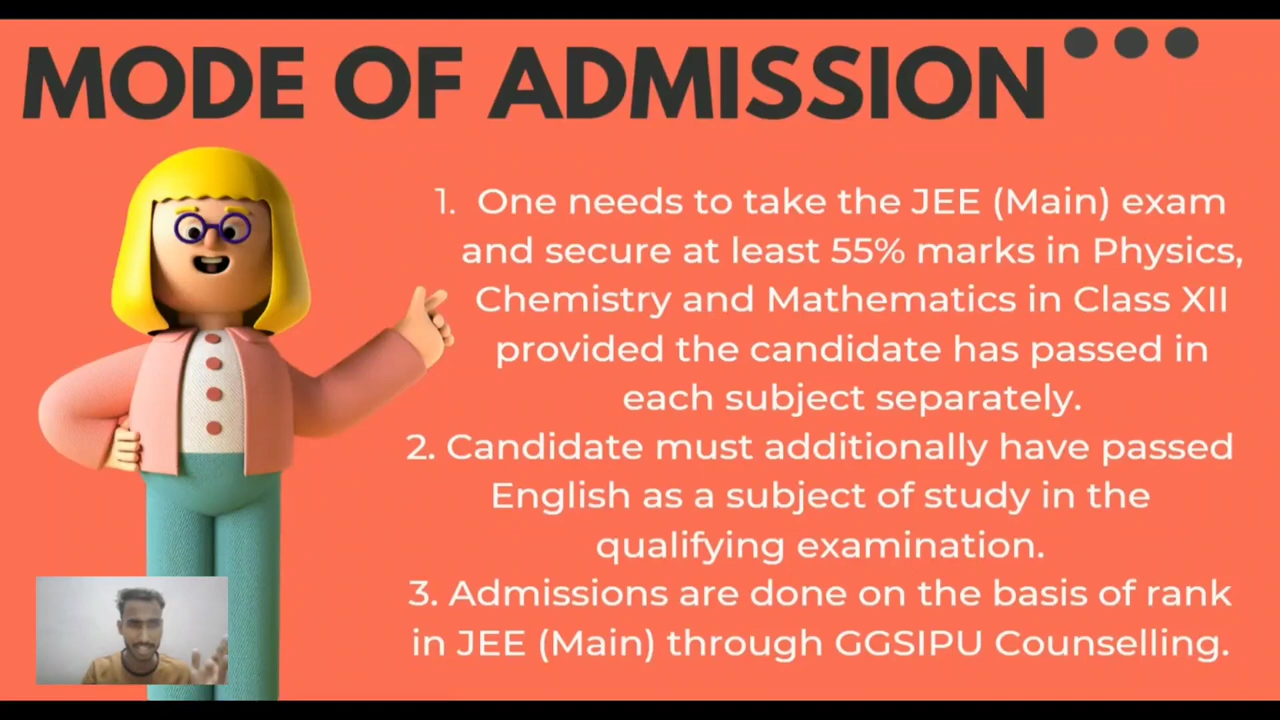 MODE OF ADMISSION
1. One needs to take the JEE (Main) exam
and secure at least 55% marks in Physics,
Chemistry and Mathematics in Class XII
provided the candidate has passed in
each subject separately.
2. Candidate must additionally have passed
English as a subject of study in the
qualifying examination.
3. Admissions are done on the basis of rank
in JEE (Main) through GGSIPU Counselling.